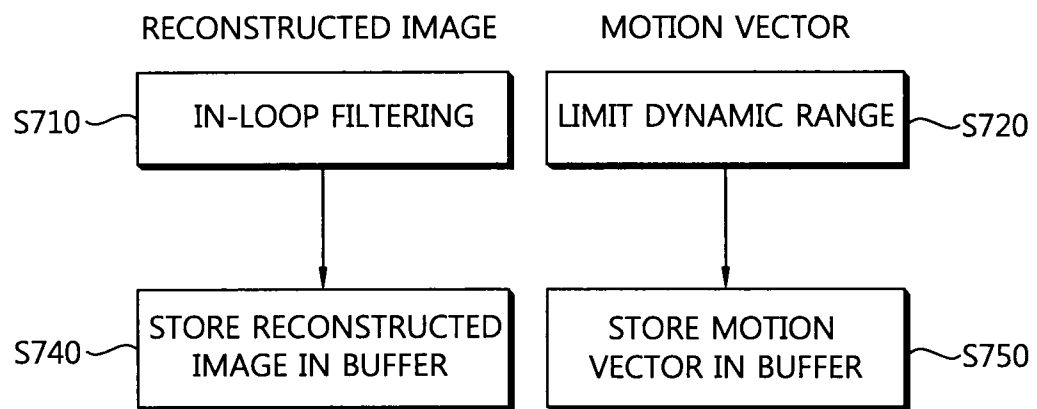 RECONSTRUCTED IMAGE
MOTION VECTOR
S710
IN-LOOP FILTERING
LIMIT DYNAMIC RANGE
S720
S740
STORE RECONSTRUCTED
IMAGE IN BUFFER
STORE MOTION
VECTOR IN BUFFER
S750